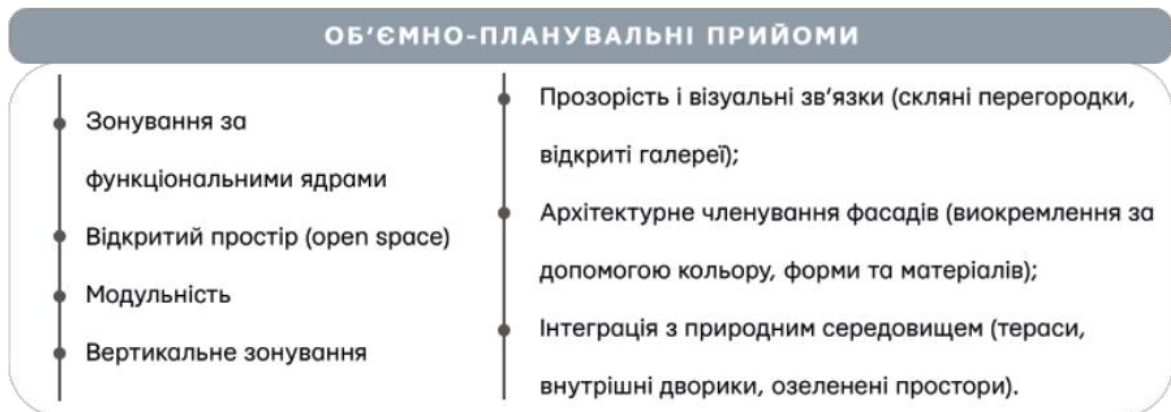 ОБ'ЄМНО-ПЛАНУВАЛЬНІ ПРИЙОМИ
Зонування за
функціональними ядрами
Відкритий простір (open space)
Модульність
Вертикальне зонування
Прозорість і візуальні зв'язки (скляні перегородки,
відкриті галереї);
Архітектурне членування фасадів (виокремлення за
допомогою кольору, форми та матеріалів);
Інтеграція з природним середовищем (тераси,
внутрішні дворики, озеленені простори).